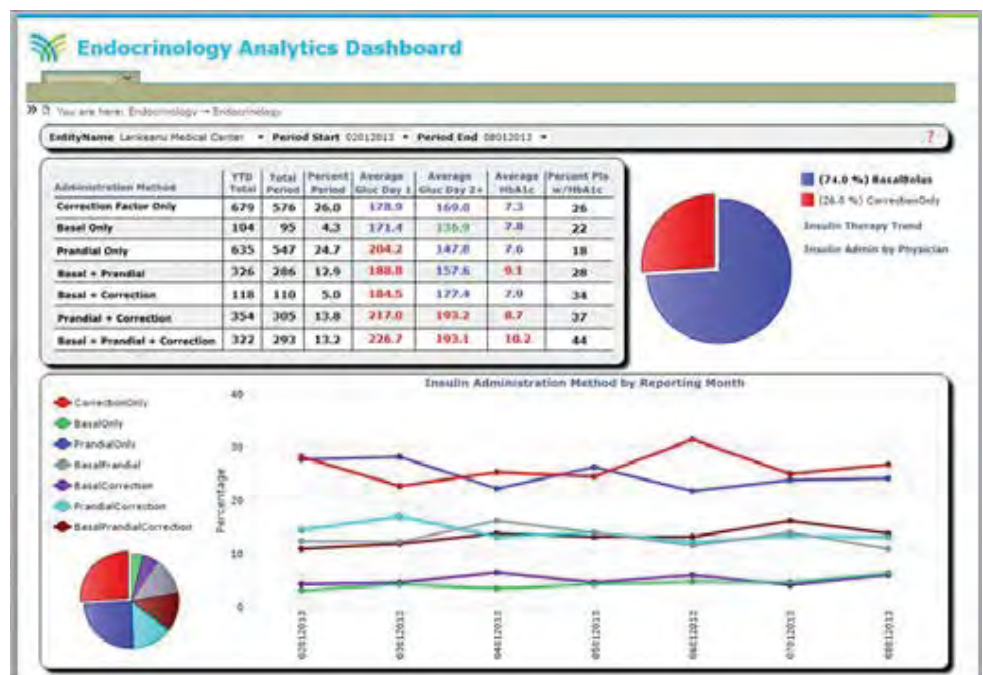 Endocrinology Analytics Dashboard
You are here: Endocrinology → Endocrinology
EntityName Lankeanu Medical Center Period Start 02012013 Period End 08012013 ?
Administration Method YTD Total Total Period Percent Period Average Gluc Day 1 Average Gluc Day 2+ Average HbA1c Percent Pts w/HbA1c
Correction Factor Only 679 576 26.0 178.9 169.0 7.3 26
Basel Only 104 95 4.3 171.4 136.9 7.8 22
Prandial Only 635 547 24.7 204.2 147.8 7.6 18
Basal + Prandial 326 286 12.9 188.8 157.6 9.1 28
Basal + Correction 118 110 5.0 184.5 177.4 7.9 34
Prandial + Correction 354 305 13.8 217.0 193.2 8.7 37
Basal + Prandial + Correction 322 293 13.2 226.7 193.1 10.2 44
(74.0 %) BasalBolus
(26.0 %) CorrectionOnly
Insulin Therapy Trend
Insulin Admin by Physician
Insulin Administration Method by Reporting Month
CorrectionOnly
BasalOnly
PrandialOnly
BasalPrandial
BasalCorrection
PrandialCorrection
BasalPrandialCorrection
Percentage
40
30
20
10
0
02012013
03012013
04012013
05012013
06012013
07012013
08012013